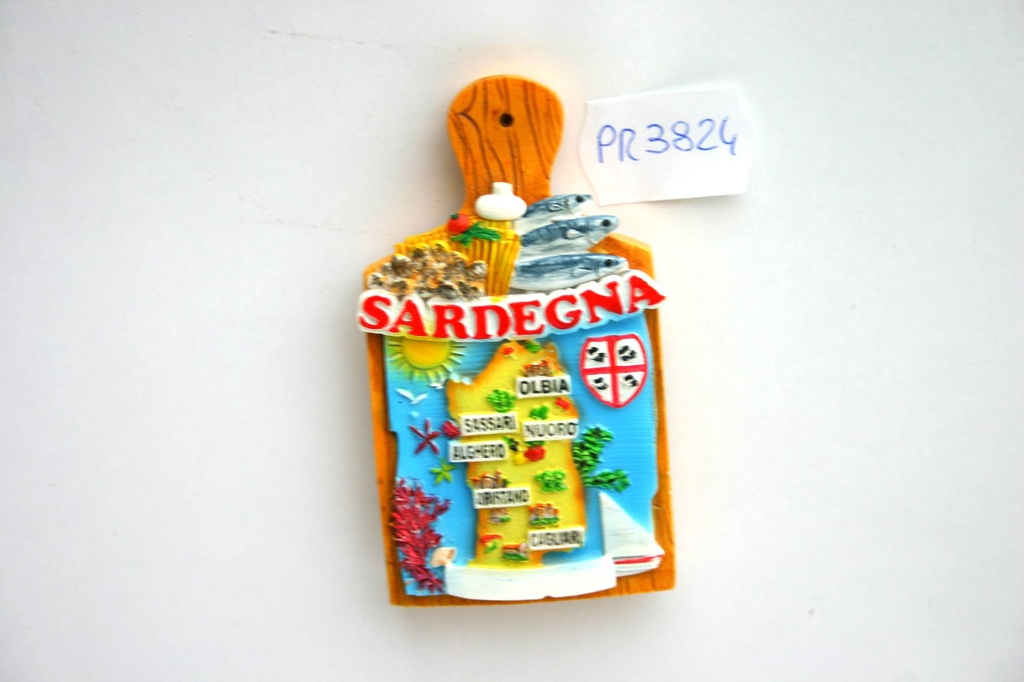 PR3824
SARDEGNA
OLBIA
SASSARI
NUORO
ALGHERO
ORISTANO
CAGLIARI